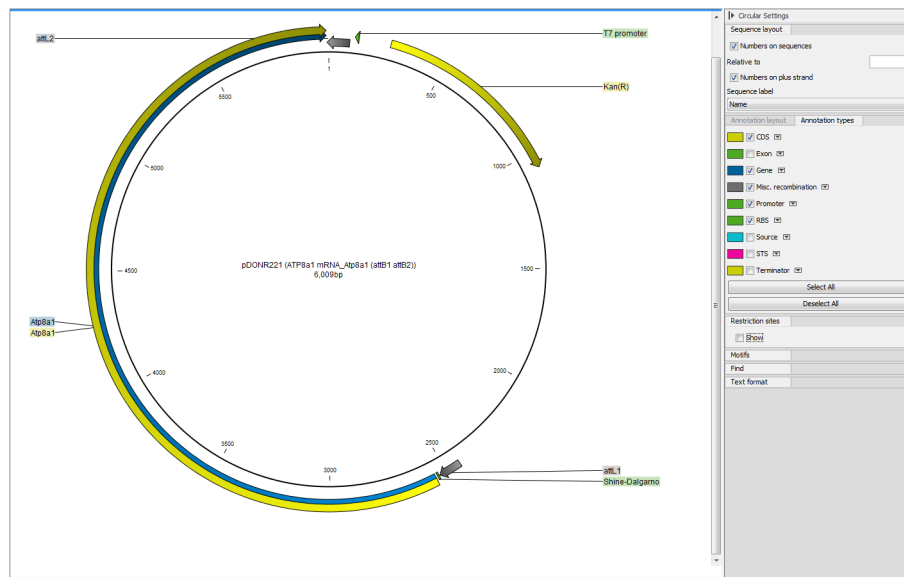 Circular Settings
Sequence layout
Numbers on sequences
Relative to
Numbers on plus strand
Sequence label
Name
Annotation layout Annotation types
CDS
Exon
Gene
Misc. recombination
Promoter
RBS
Source
STS
Terminator
Select All
Deselect All
Restriction sites
Show
Motifs
Find
Text format
attL2
T7 promoter
1
Kan(R)
500
5500
1000
5000
pDONR221 (ATP8a1 mRNA_Atp8a1 (attB1 attB2))
6,009bp
1500
4500
Atp8a1
Atp8a1
4000
2000
3500
2500
3000
attL1
Shine-Dalgarno